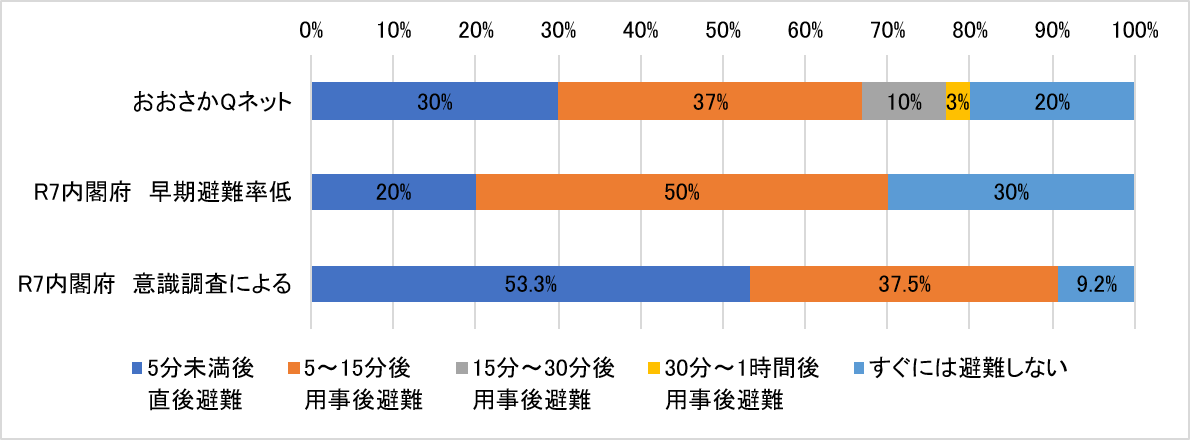 0% 10% 20% 30% 40% 50% 60% 70% 80% 90% 100%
おおさかQネット 30% 37% 10% 3% 20%
R7内閣府 早期避難率低 20% 50% 30%
R7内閣府 意識調査による 53.3% 37.5% 9.2%
5分未満後 5～15分後 15分～30分後 30分～1時間後 すぐには避難しない
直後避難 用事後避難 用事後避難 用事後避難